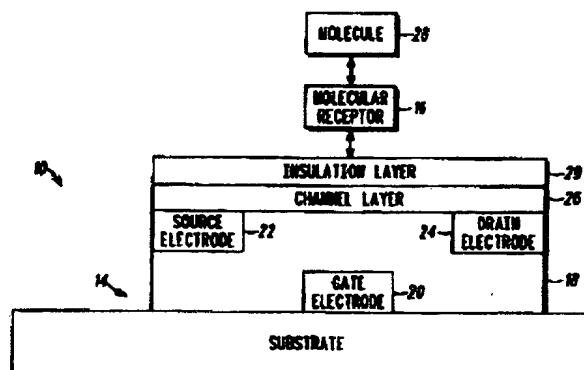 MOLECULE 28
MOLECULAR RECEPTOR 16
10
INSULATION LAYER 29
CHANNEL LAYER 26
SOURCE ELECTRODE 22
24 DRAIN ELECTRODE
14
GATE ELECTRODE 20
18
SUBSTRATE